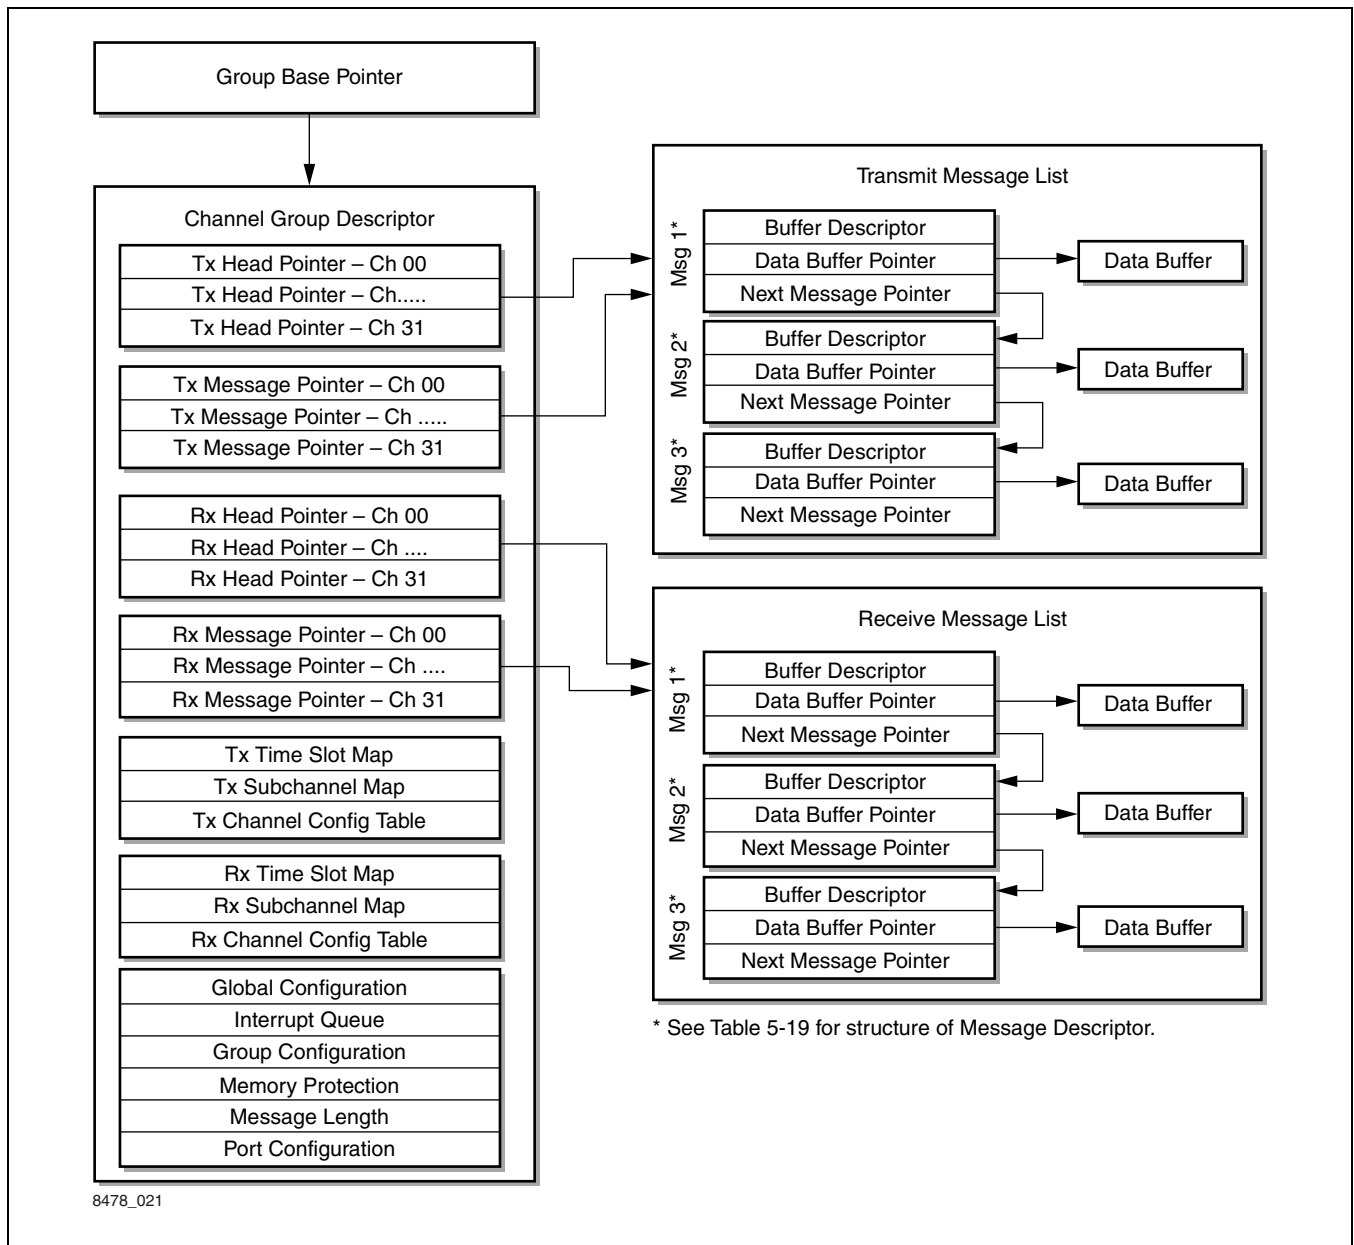 Group Base Pointer
Channel Group Descriptor
Tx Head Pointer – Ch 00
Tx Head Pointer – Ch.....
Tx Head Pointer – Ch 31
Tx Message Pointer – Ch 00
Tx Message Pointer – Ch .....
Tx Message Pointer – Ch 31
Rx Head Pointer – Ch 00
Rx Head Pointer – Ch ....
Rx Head Pointer – Ch 31
Rx Message Pointer – Ch 00
Rx Message Pointer – Ch ....
Rx Message Pointer – Ch 31
Tx Time Slot Map
Tx Subchannel Map
Tx Channel Config Table
Rx Time Slot Map
Rx Subchannel Map
Rx Channel Config Table
Global Configuration
Interrupt Queue
Group Configuration
Memory Protection
Message Length
Port Configuration
8478_021
Transmit Message List
Msg 1*
Buffer Descriptor
Data Buffer Pointer
Next Message Pointer
Data Buffer
Msg 2*
Buffer Descriptor
Data Buffer Pointer
Next Message Pointer
Data Buffer
Msg 3*
Buffer Descriptor
Data Buffer Pointer
Next Message Pointer
Data Buffer
Receive Message List
Msg 1*
Buffer Descriptor
Data Buffer Pointer
Next Message Pointer
Data Buffer
Msg 2*
Buffer Descriptor
Data Buffer Pointer
Next Message Pointer
Data Buffer
Msg 3*
Buffer Descriptor
Data Buffer Pointer
Next Message Pointer
Data Buffer
* See Table 5-19 for structure of Message Descriptor.